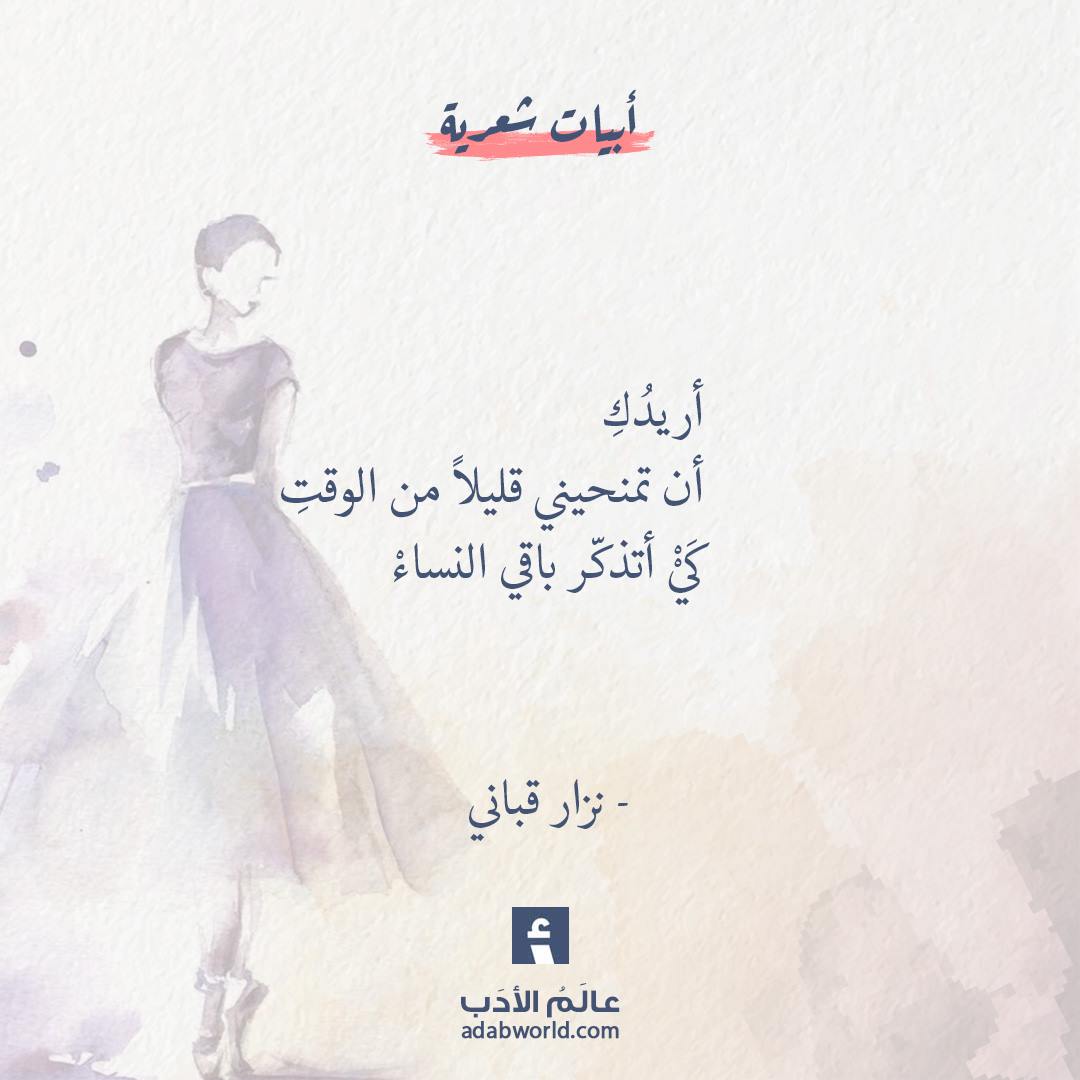 أبيات شعرية
أريدُكِ
أن تمنحيني قليلاً من الوقتِ
كَيْ أتذكّر باقي النساءْ
- نزار قباني
أ
عالَمُ الأدَب
adabworld.com